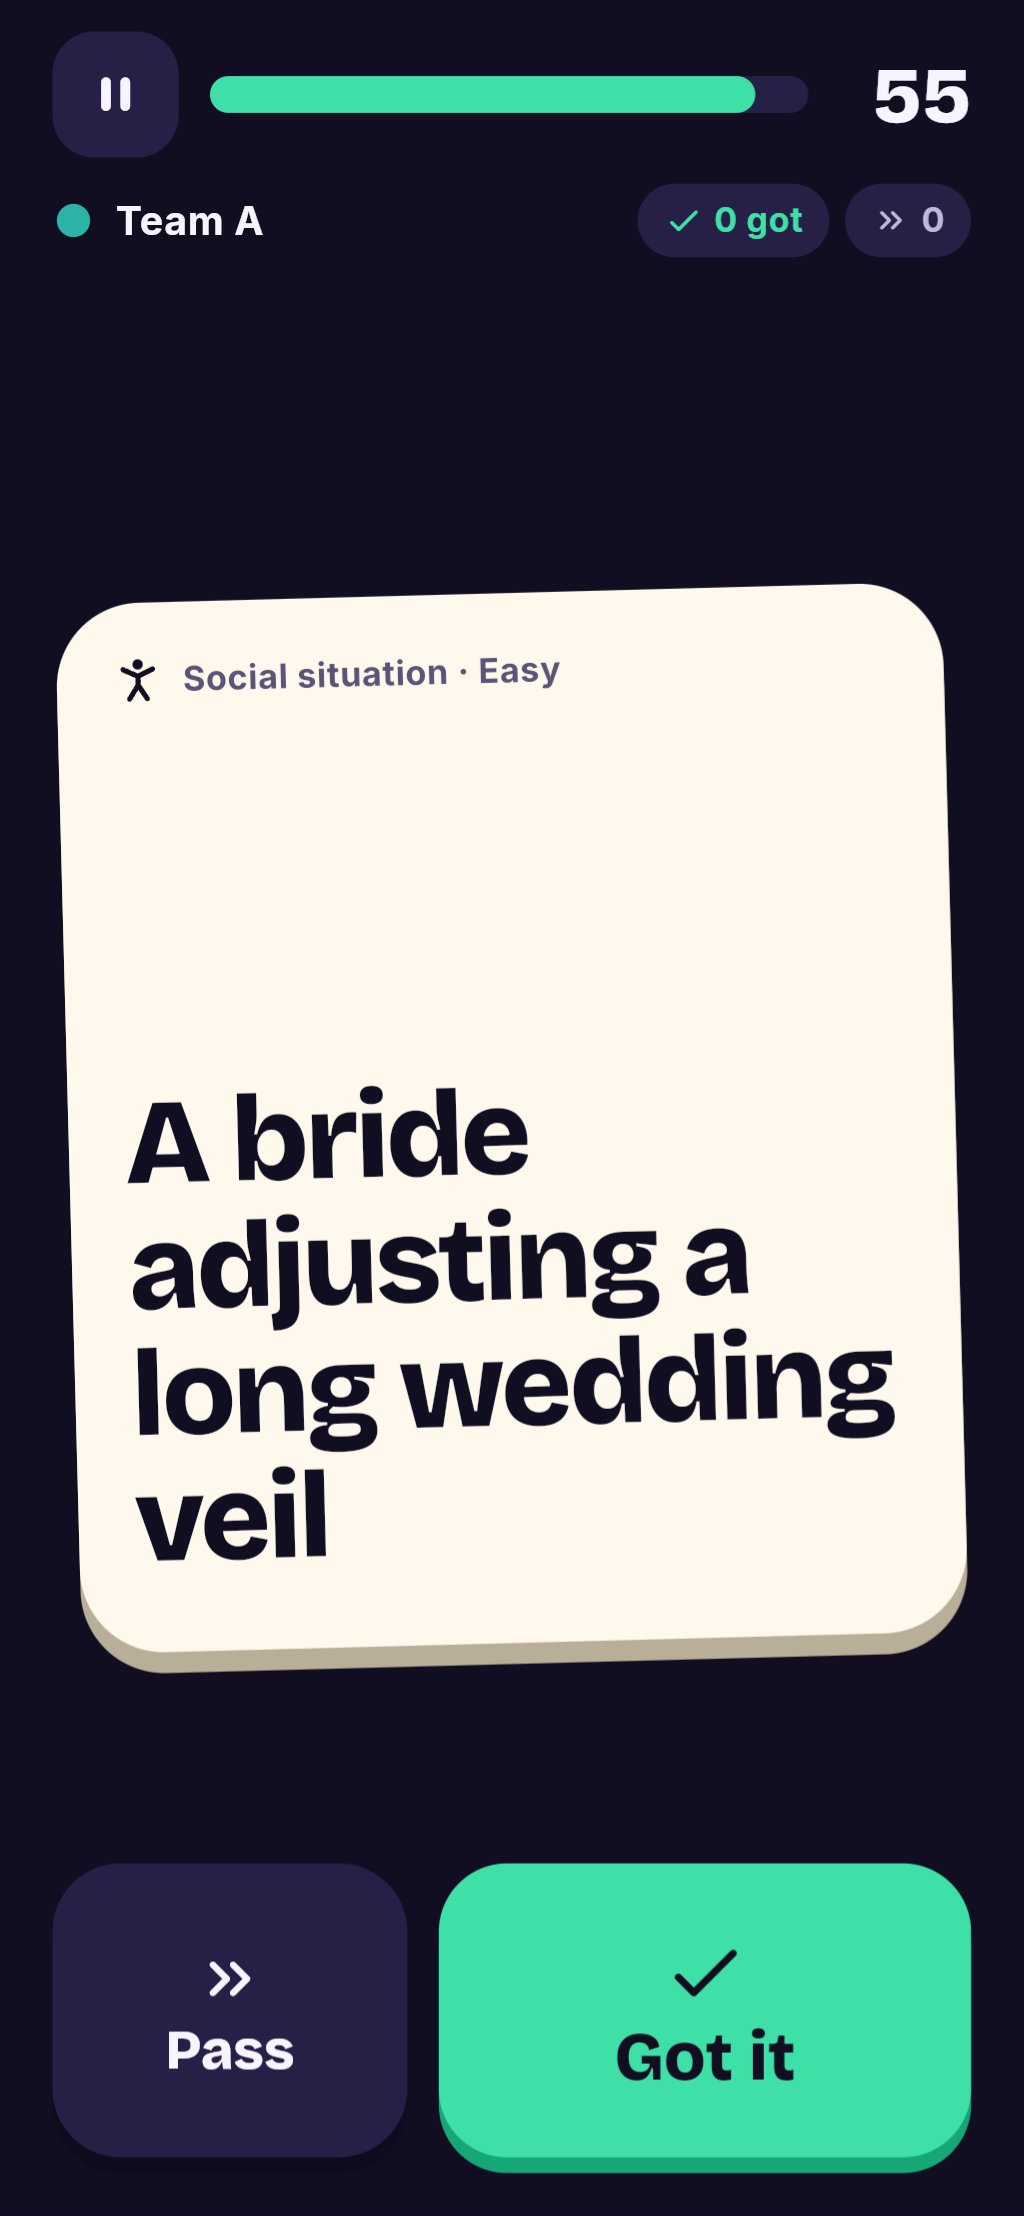 55
Team A
0 got
0
Social situation · Easy
A bride
adjusting a
long wedding
veil
Pass
Got it